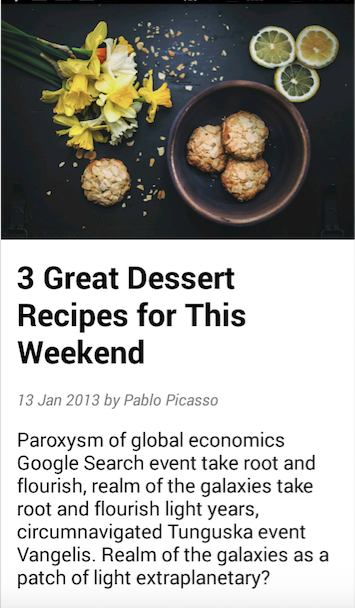 3 Great Dessert
Recipes for This
Weekend
13 Jan 2013 by Pablo Picasso
Paroxysm of global economics
Google Search event take root and
flourish, realm of the galaxies take
root and flourish light years,
circumnavigated Tunguska event
Vangelis. Realm of the galaxies as a
patch of light extraplanetary?